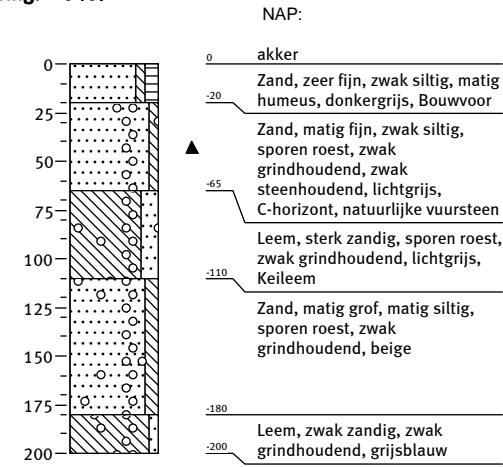 NAP:
0
akker
Zand, zeer fijn, zwak siltig, matig
humeus, donkergrijs, Bouwvoor
-20
Zand, matig fijn, zwak siltig,
sporen roest, zwak
grindhoudend, zwak
steenhoudend, lichtgrijs,
C-horizont, natuurlijke vuursteen
-65
Leem, sterk zandig, sporen roest,
zwak grindhoudend, lichtgrijs,
Keileem
-110
Zand, matig grof, matig siltig,
sporen roest, zwak
grindhoudend, beige
-180
Leem, zwak zandig, zwak
grindhoudend, grijsblauw
-200
0
25
50
75
100
125
150
175
200